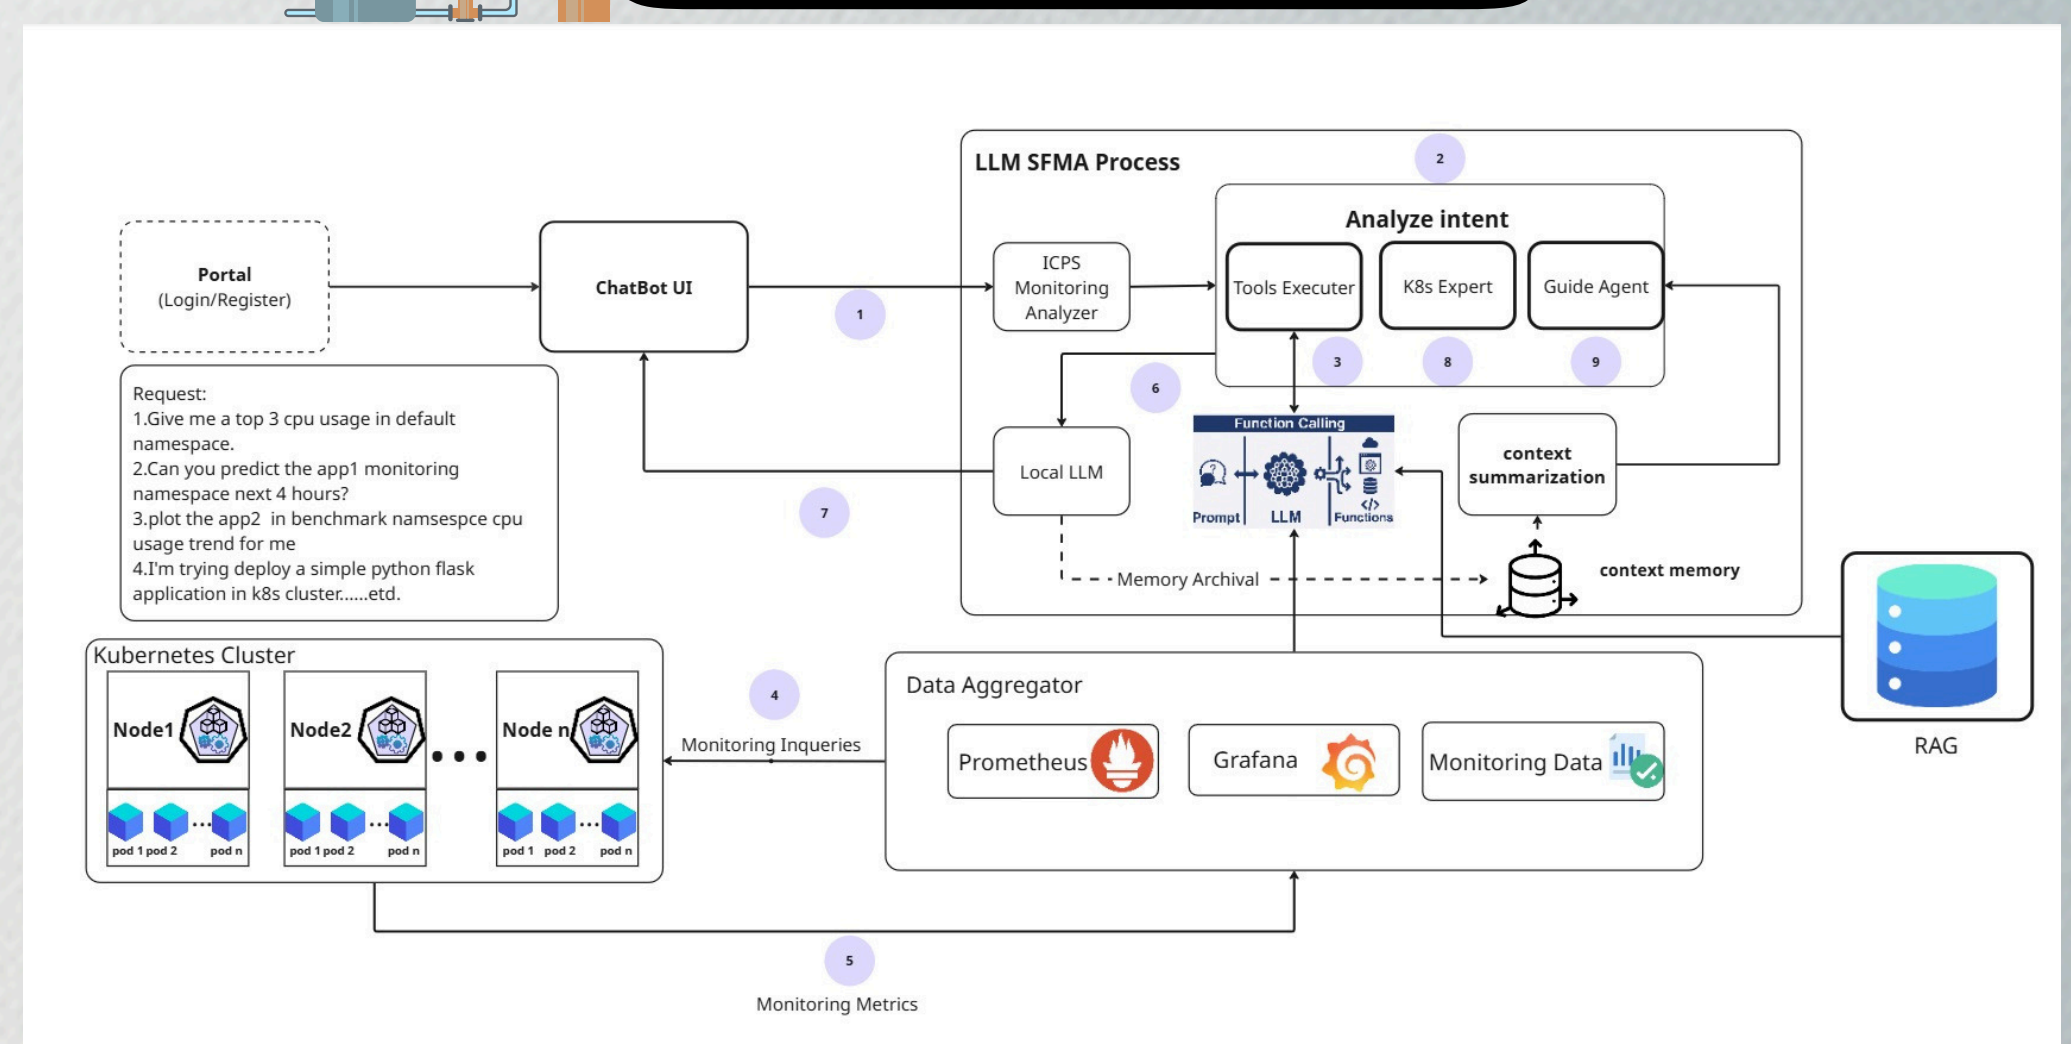 LLM SFMA Process
2
Analyze intent
Portal
(Login/Register)
ChatBot UI
1
ICPS
Monitoring
Analyzer
Tools Executer
K8s Expert
Guide Agent
3
8
9
6
Request:
1.Give me a top 3 cpu usage in default
namespace.
2.Can you predict the app1 monitoring
namespace next 4 hours?
3.plot the app2  in benchmark namsespce cpu
usage trend for me
4.I'm trying deploy a simple python flask
application in k8s cluster......etd.
Local LLM
7
Function Calling
Prompt
LLM
Functions
context
summarization
Memory Archival
context memory
RAG
Kubernetes Cluster
Node1
Node2
Node n
pod 1 pod 2 pod n
pod 1 pod 2 pod n
pod 1 pod 2 pod n
4
Monitoring Inqueries
Data Aggregator
Prometheus
Grafana
Monitoring Data
5
Monitoring Metrics